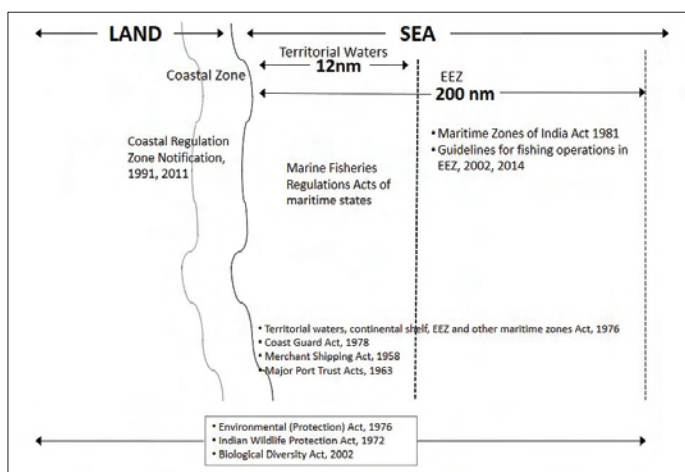 LAND
SEA
Territorial Waters
12nm
Coastal Zone
EEZ
200 nm
• Maritime Zones of India Act 1981
• Guidelines for fishing operations in
EEZ, 2002, 2014
Coastal Regulation
Zone Notification,
1991, 2011
Marine Fisheries
Regulations Acts of
maritime states
• Territorial waters, continental shelf, EEZ and other maritime zones Act, 1976
• Coast Guard Act, 1978
• Merchant Shipping Act, 1958
• Major Port Trust Acts, 1963
• Environmental (Protection) Act, 1976
• Indian Wildlife Protection Act, 1972
• Biological Diversity Act, 2002